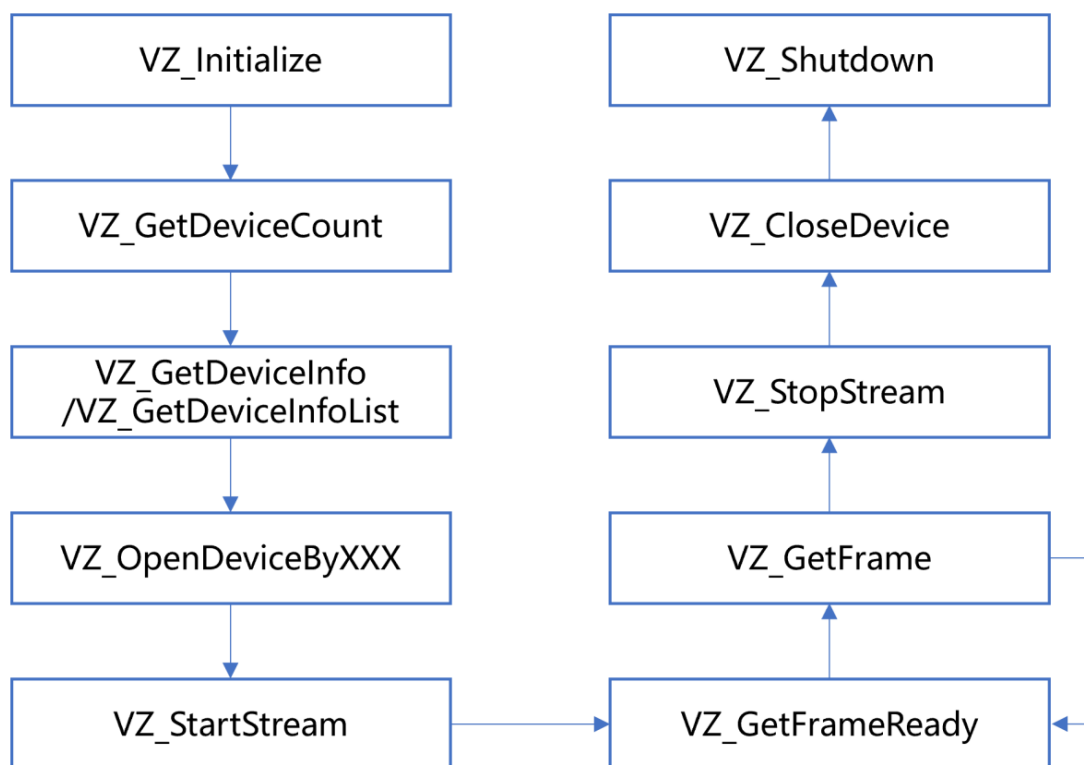 VZ_Initialize
VZ_GetDeviceCount
VZ_GetDeviceInfo
/VZ_GetDeviceInfoList
VZ_OpenDeviceByXXX
VZ_StartStream
VZ_Shutdown
VZ_CloseDevice
VZ_StopStream
VZ_GetFrame
VZ_GetFrameReady